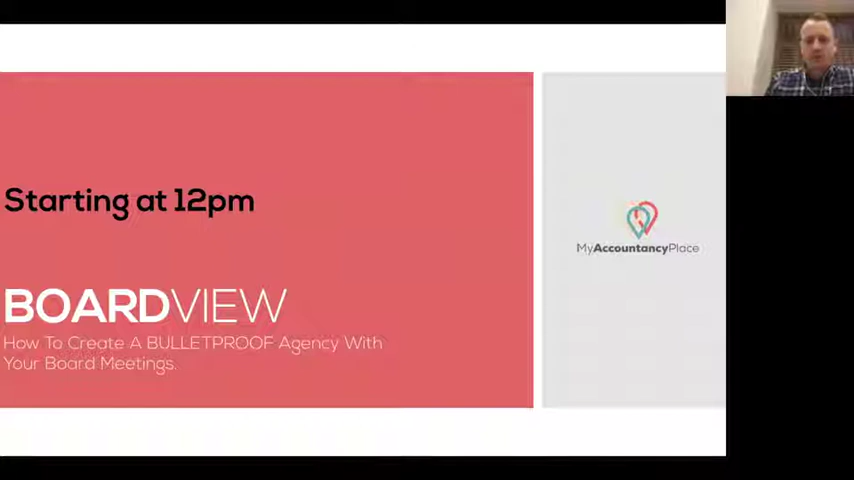 Starting at 12pm
BOARDVIEW
How To Create A BULLETPROOF Agency With
Your Board Meetings.
MyAccountancyPlace